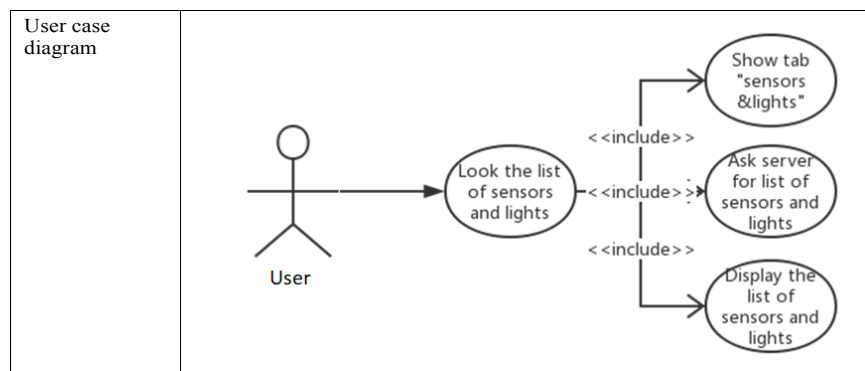 User case
diagram
Show tab
"sensors
&lights"
<<include>>
Look the list
of sensors
and lights
<<include>>
Ask server
for list of
sensors and
lights
<<include>>
Display the
list of
sensors and
lights
User